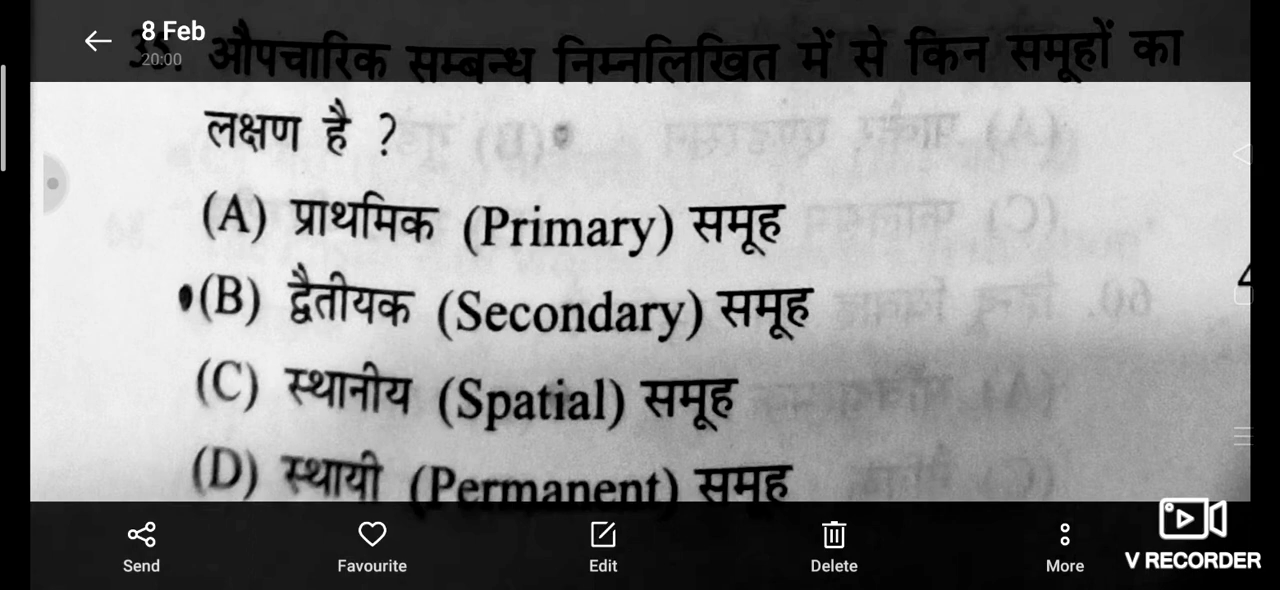 8 Feb
20:00
औपचारिक सम्बन्ध निम्नलिखित में से किन समूहों का
लक्षण है ?
(A) प्राथमिक (Primary) समूह
(B) द्वैतीयक (Secondary) समूह
(C) स्थानीय (Spatial) समूह
(D) स्थायी (Permanent) समूह
Send
Favourite
Edit
Delete
More
V RECORDER